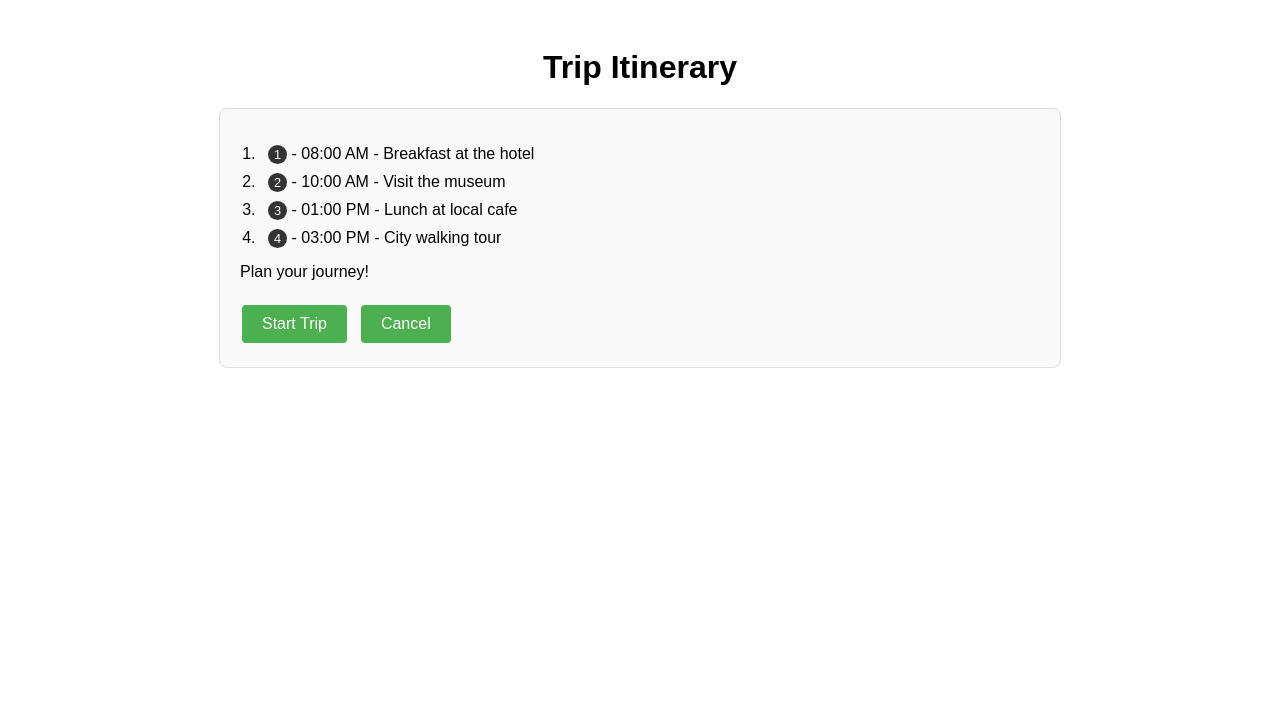 Trip Itinerary
1. 1 - 08:00 AM - Breakfast at the hotel
2. 2 - 10:00 AM - Visit the museum
3. 3 - 01:00 PM - Lunch at local cafe
4. 4 - 03:00 PM - City walking tour
Plan your journey!
Start Trip Cancel